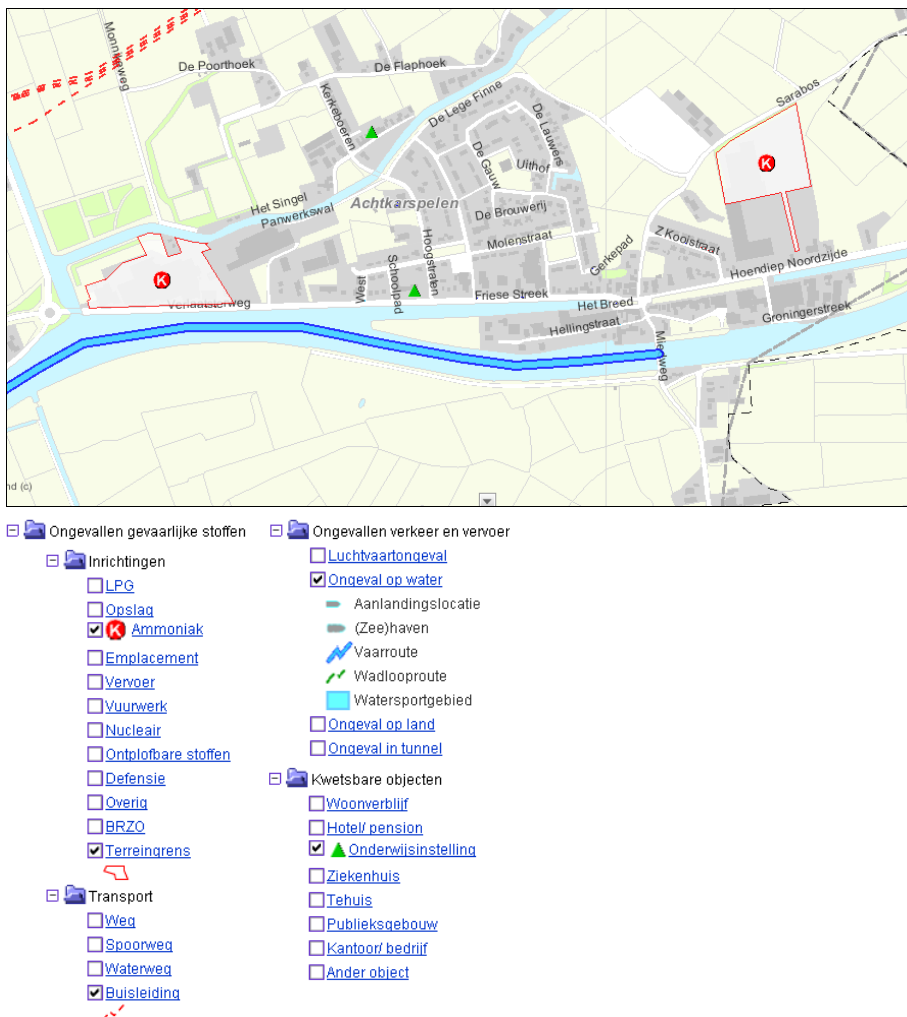 Monnikeweg
De Poorthoek
De Flaphoek
Kerkeboeren
De Lege Finne
De Lauwers
De Gauw
Uithof
Sarabos
K
Het Singel
Panwerkswal
Achtkarspelen
De Brouwerij
Hoogstraten
Molenstraat
Gerkepad
Z Koolstraat
Hoendiep Noordzijde
K
West
Schoolpad
Friese Streek
Het Breed
Groningerstreek
Hellingstraat
nd (c)
Ongevallen gevaarlijke stoffen
Inrichtingen
LPG
Opslag
K Ammoniak
Emplacement
Vervoer
Vuurwerk
Nucleair
Ontplofbare stoffen
Defensie
Overig
BRZO
Terreingrens
Transport
Weg
Spoorweg
Waterweg
Buisleiding
Ongevallen verkeer en vervoer
Luchtvaartongeval
Ongeval op water
Aanlandingslocatie
(Zee)haven
Vaarroute
Wadlooproute
Watersportgebied
Ongeval op land
Ongeval in tunnel
Kwetsbare objecten
Woonverblijf
Hotel/ pension
Onderwijsinstelling
Ziekenhuis
Tehuis
Publieksgebouw
Kantoor/ bedrijf
Ander object